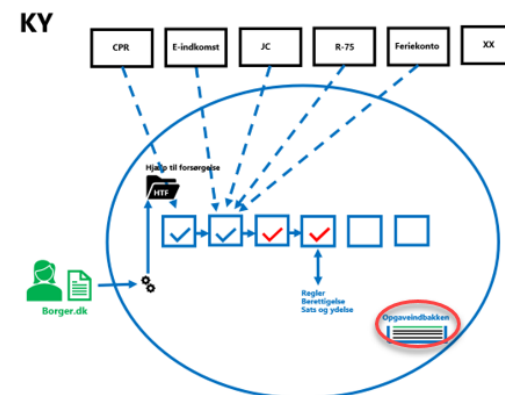 KY
CPR
E-indkomst
JC
R-75
Feriekonto
XX
Hjælp til forsørgelse
HTF
Regler
Berettigelse
Sats og ydelse
Borger.dk
Opgaveindbakken